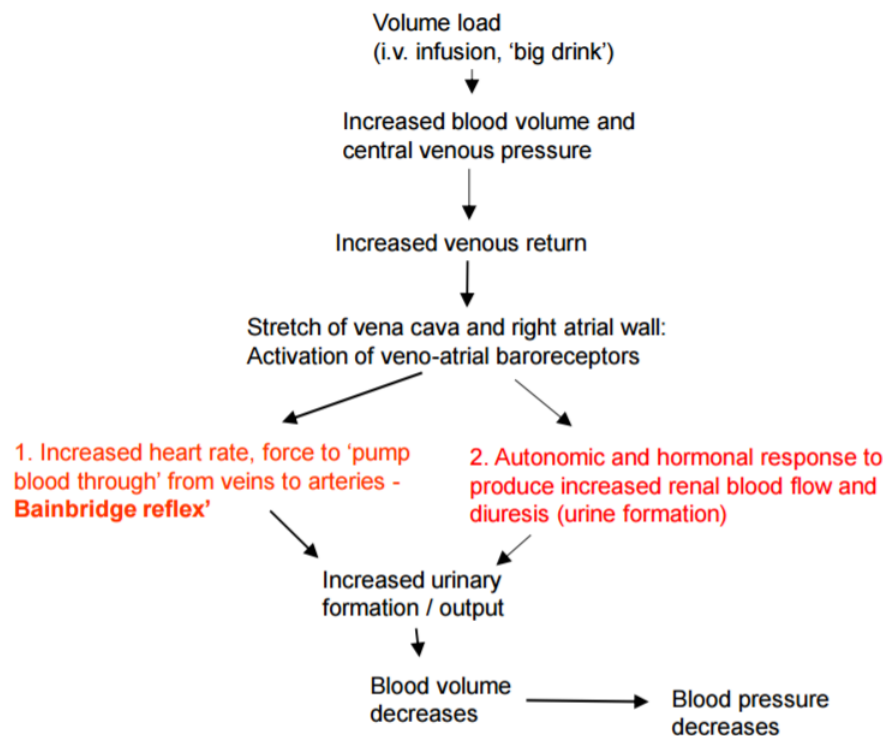 Volume load
(i.v. infusion, ‘big drink’)
Increased blood volume and
central venous pressure
Increased venous return
Stretch of vena cava and right atrial wall:
Activation of veno-atrial baroreceptors
1. Increased heart rate, force to ‘pump
blood through’ from veins to arteries -
Bainbridge reflex’
2. Autonomic and hormonal response to
produce increased renal blood flow and
diuresis (urine formation)
Increased urinary
formation / output
Blood volume
decreases
Blood pressure
decreases